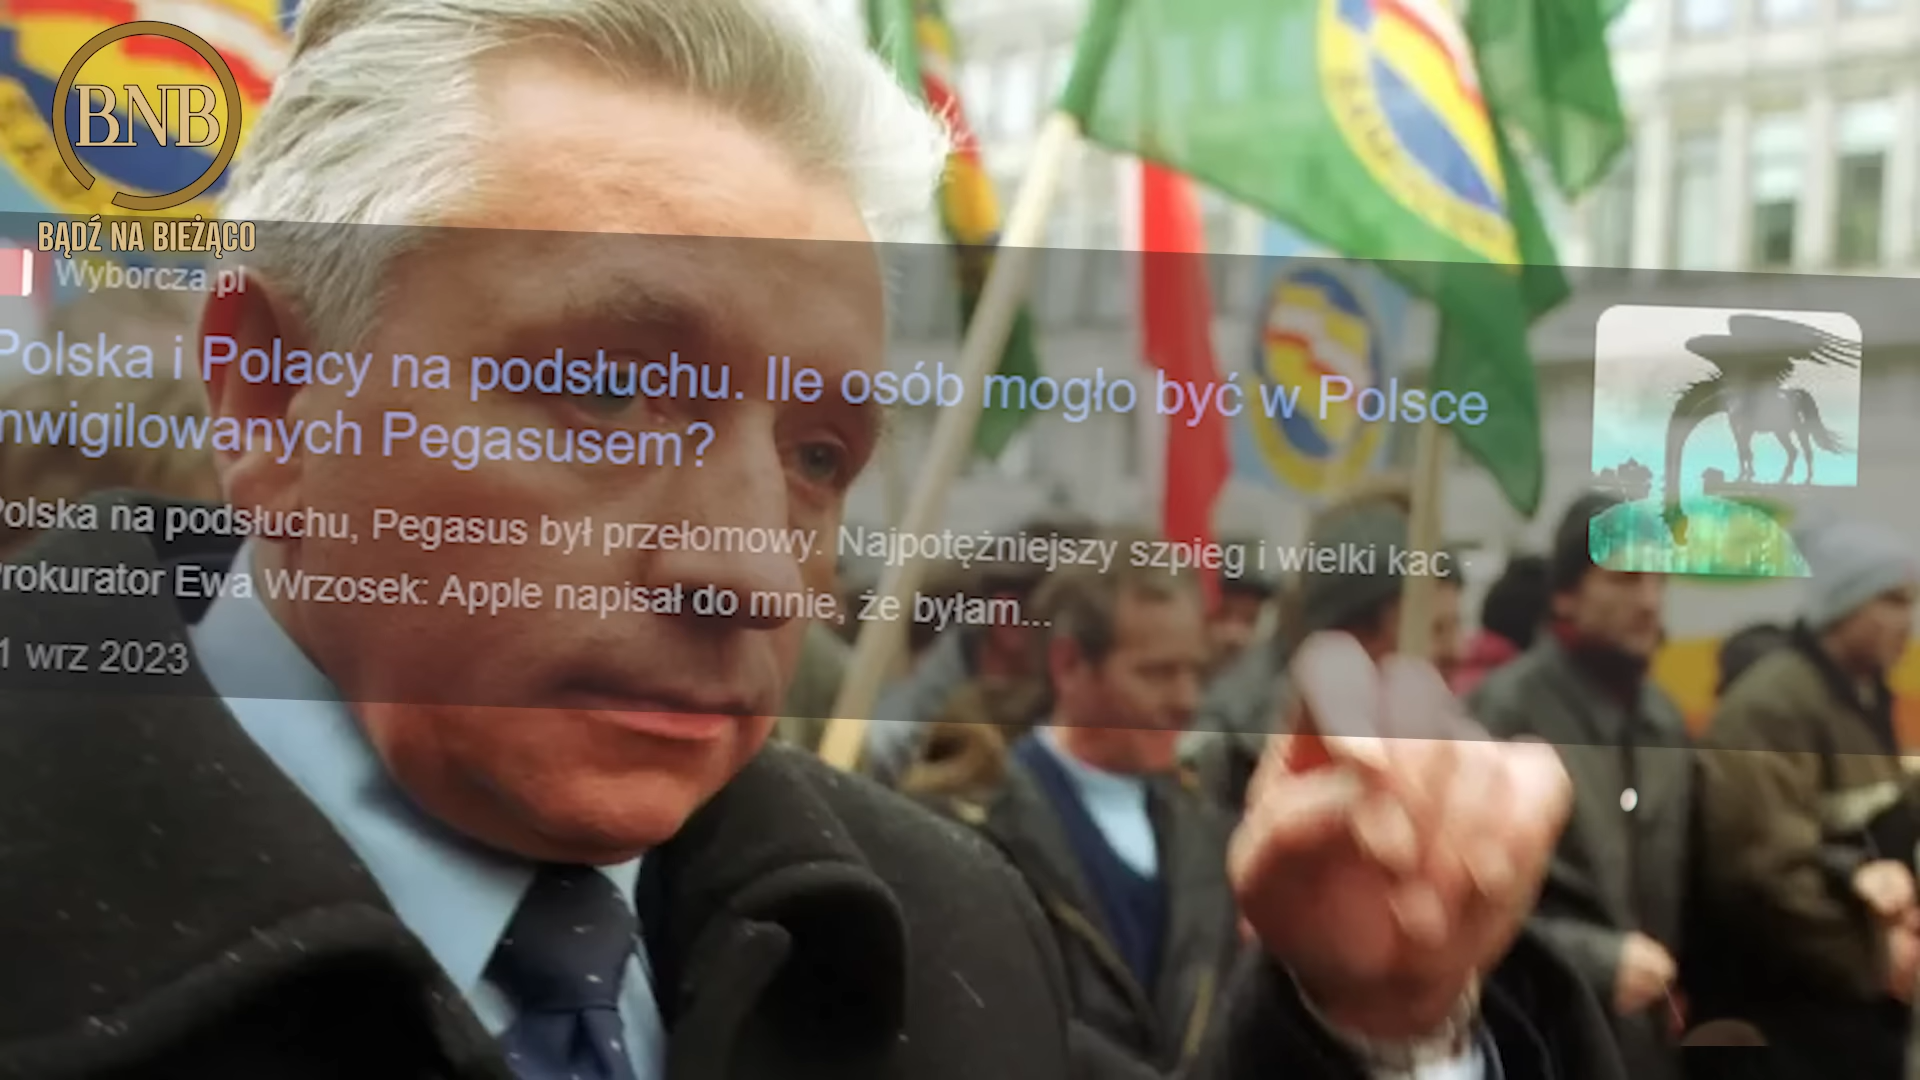 BNB
BĄDŹ NA BIEŻĄCO
Wyborcza.pl
Polska i Polacy na podsłuchu. Ile osób mogło być w Polsce
nwigilowanych Pegasusem?
Polska na podsłuchu, Pegasus był przełomowy. Najpotężniejszy szpieg i wielki kac ·
Prokurator Ewa Wrzosek: Apple napisał do mnie, że byłam...
1 wrz 2023